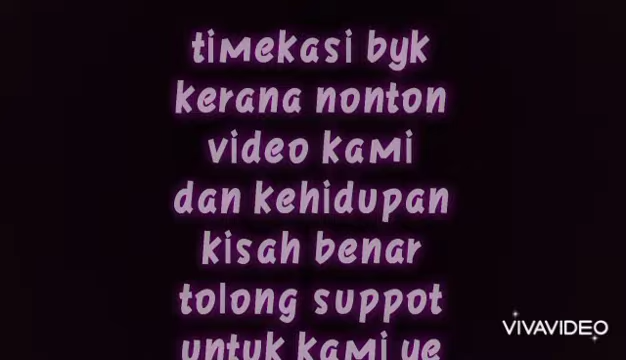 timekasi byk
kerana nonton
video kami
dan kehidupan
kisah benar
tolong suppot
untuk kami ye
VIVAVIDEO